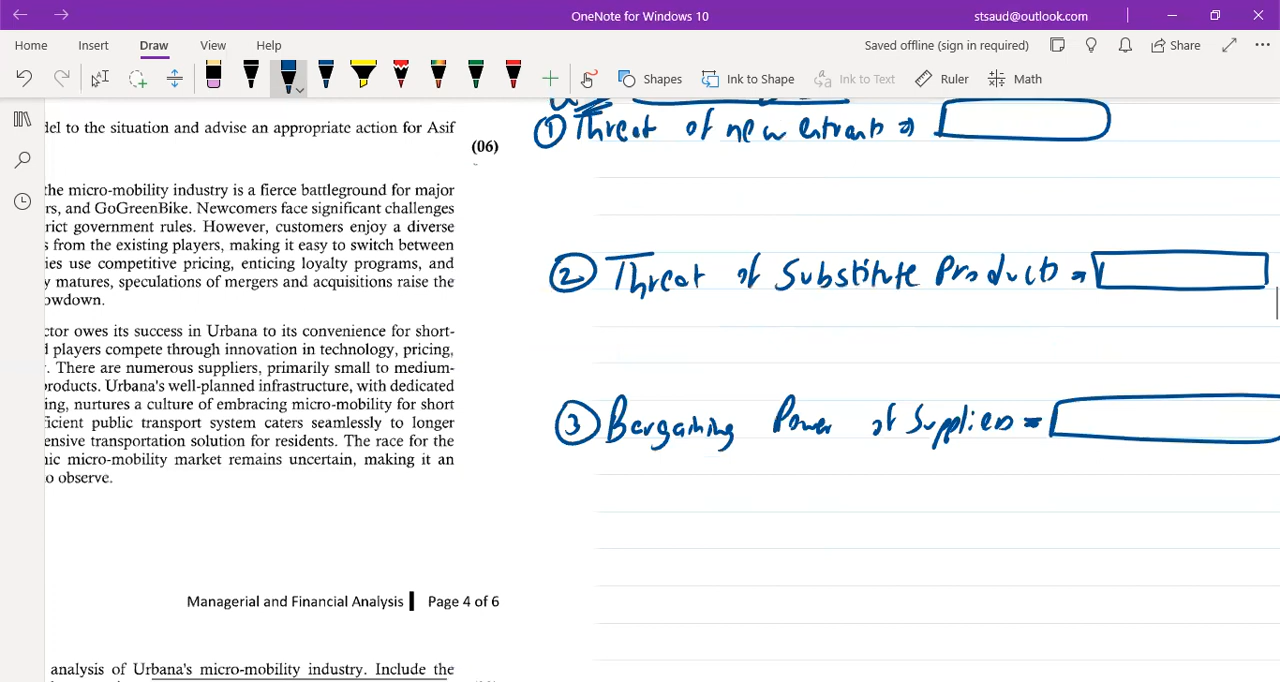 OneNote for Windows 10
stsaud@outlook.com
Home Insert Draw View Help
Saved offline (sign in required)
Share
Shapes
Ink to Shape
Ink to Text
Ruler
Math
del to the situation and advise an appropriate action for Asif
(06)
the micro-mobility industry is a fierce battleground for major
rs, and GoGreenBike. Newcomers face significant challenges
rict government rules. However, customers enjoy a diverse
s from the existing players, making it easy to switch between
ies use competitive pricing, enticing loyalty programs, and
y matures, speculations of mergers and acquisitions raise the
owdown.
ctor owes its success in Urbana to its convenience for short-
d players compete through innovation in technology, pricing,
. There are numerous suppliers, primarily small to medium-
products. Urbana's well-planned infrastructure, with dedicated
ing, nurtures a culture of embracing micro-mobility for short
ficient public transport system caters seamlessly to longer
ensive transportation solution for residents. The race for the
nic micro-mobility market remains uncertain, making it an
o observe.
Managerial and Financial Analysis | Page 4 of 6
analysis of Urbana's micro-mobility industry. Include the
① Threat of new entrants ⇒
② Threat of Substitute Products ⇒
③ Bergaining Power of Suppliers ⇒